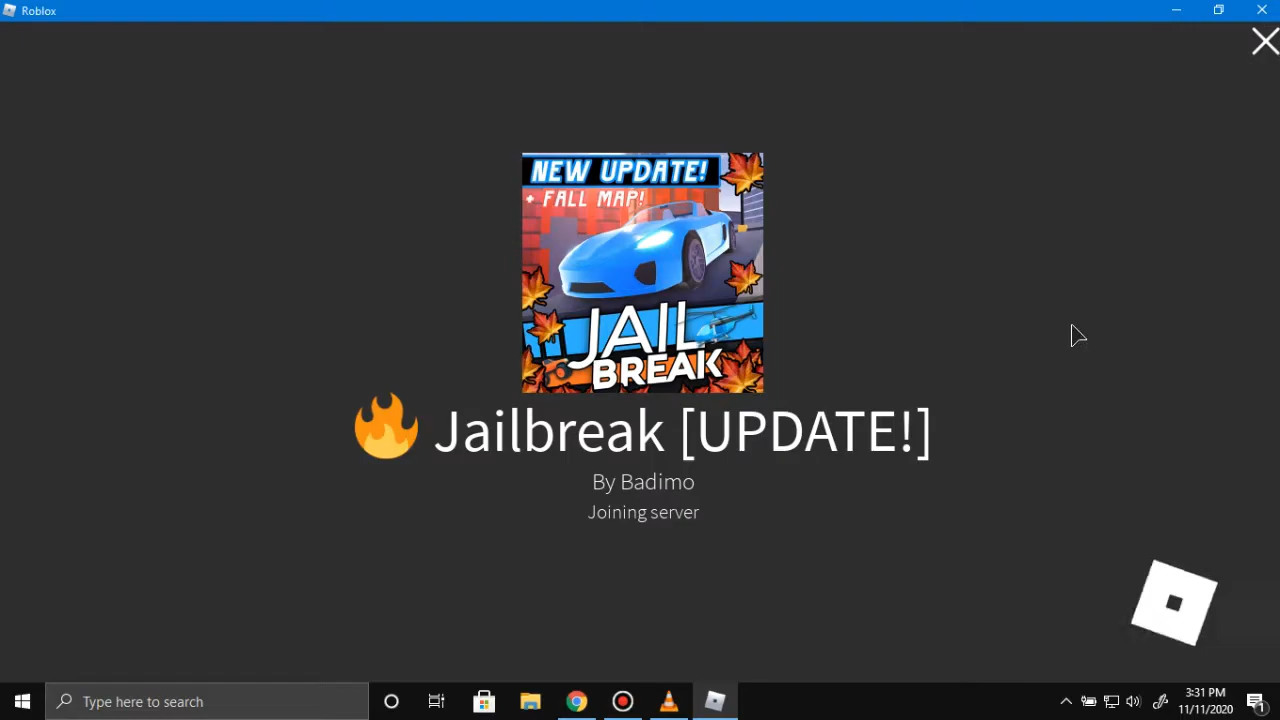 Roblox
NEW UPDATE!
+ FALL MAP!
JAIL
BREAK
🔥 Jailbreak [UPDATE!]
By Badimo
Joining server
Type here to search
3:31 PM
11/11/2020
1